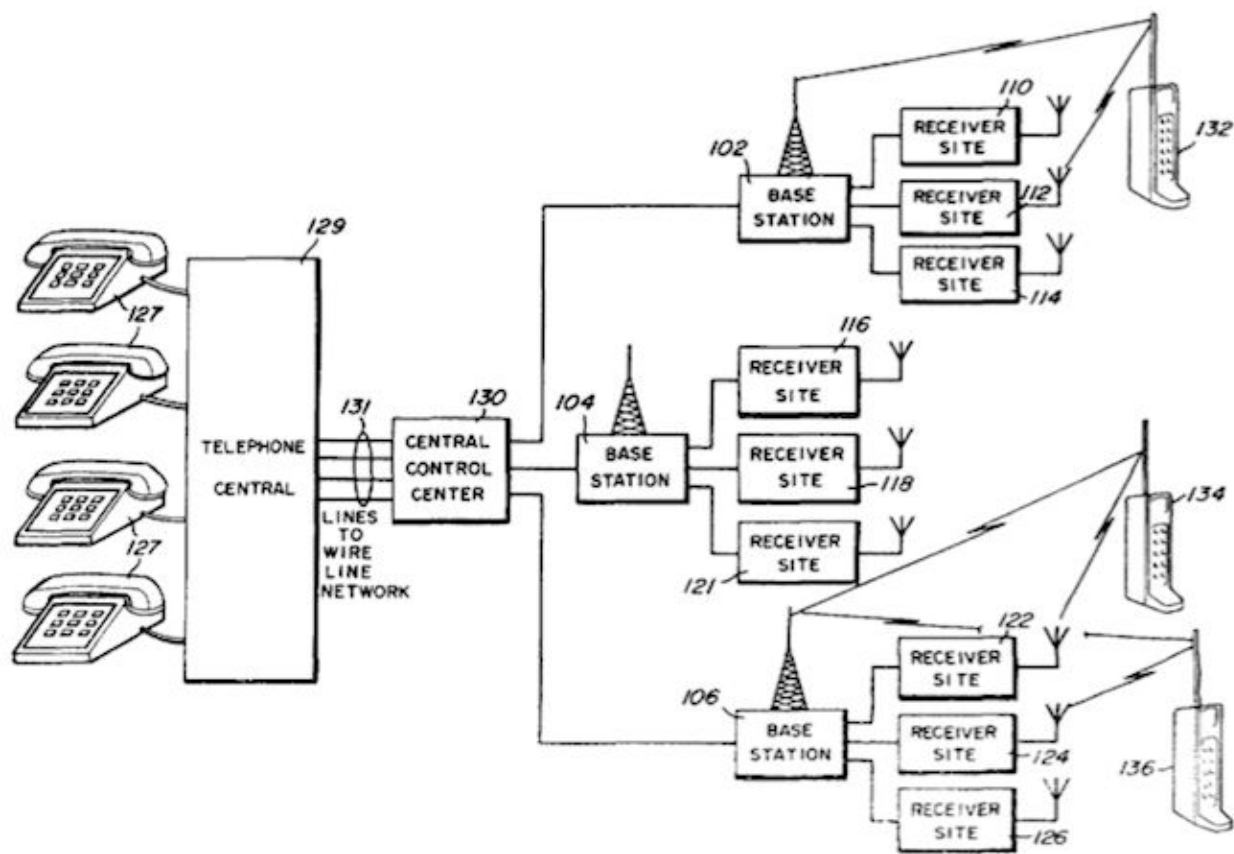 129
127
127
127
TELEPHONE
CENTRAL
131
LINES
TO
WIRE
LINE
NETWORK
130
CENTRAL
CONTROL
CENTER
102
BASE
STATION
110
RECEIVER
SITE
RECEIVER
SITE
112
RECEIVER
SITE
114
132
104
BASE
STATION
116
RECEIVER
SITE
RECEIVER
SITE
118
RECEIVER
SITE
121
134
106
BASE
STATION
122
RECEIVER
SITE
RECEIVER
SITE
124
RECEIVER
SITE
126
136